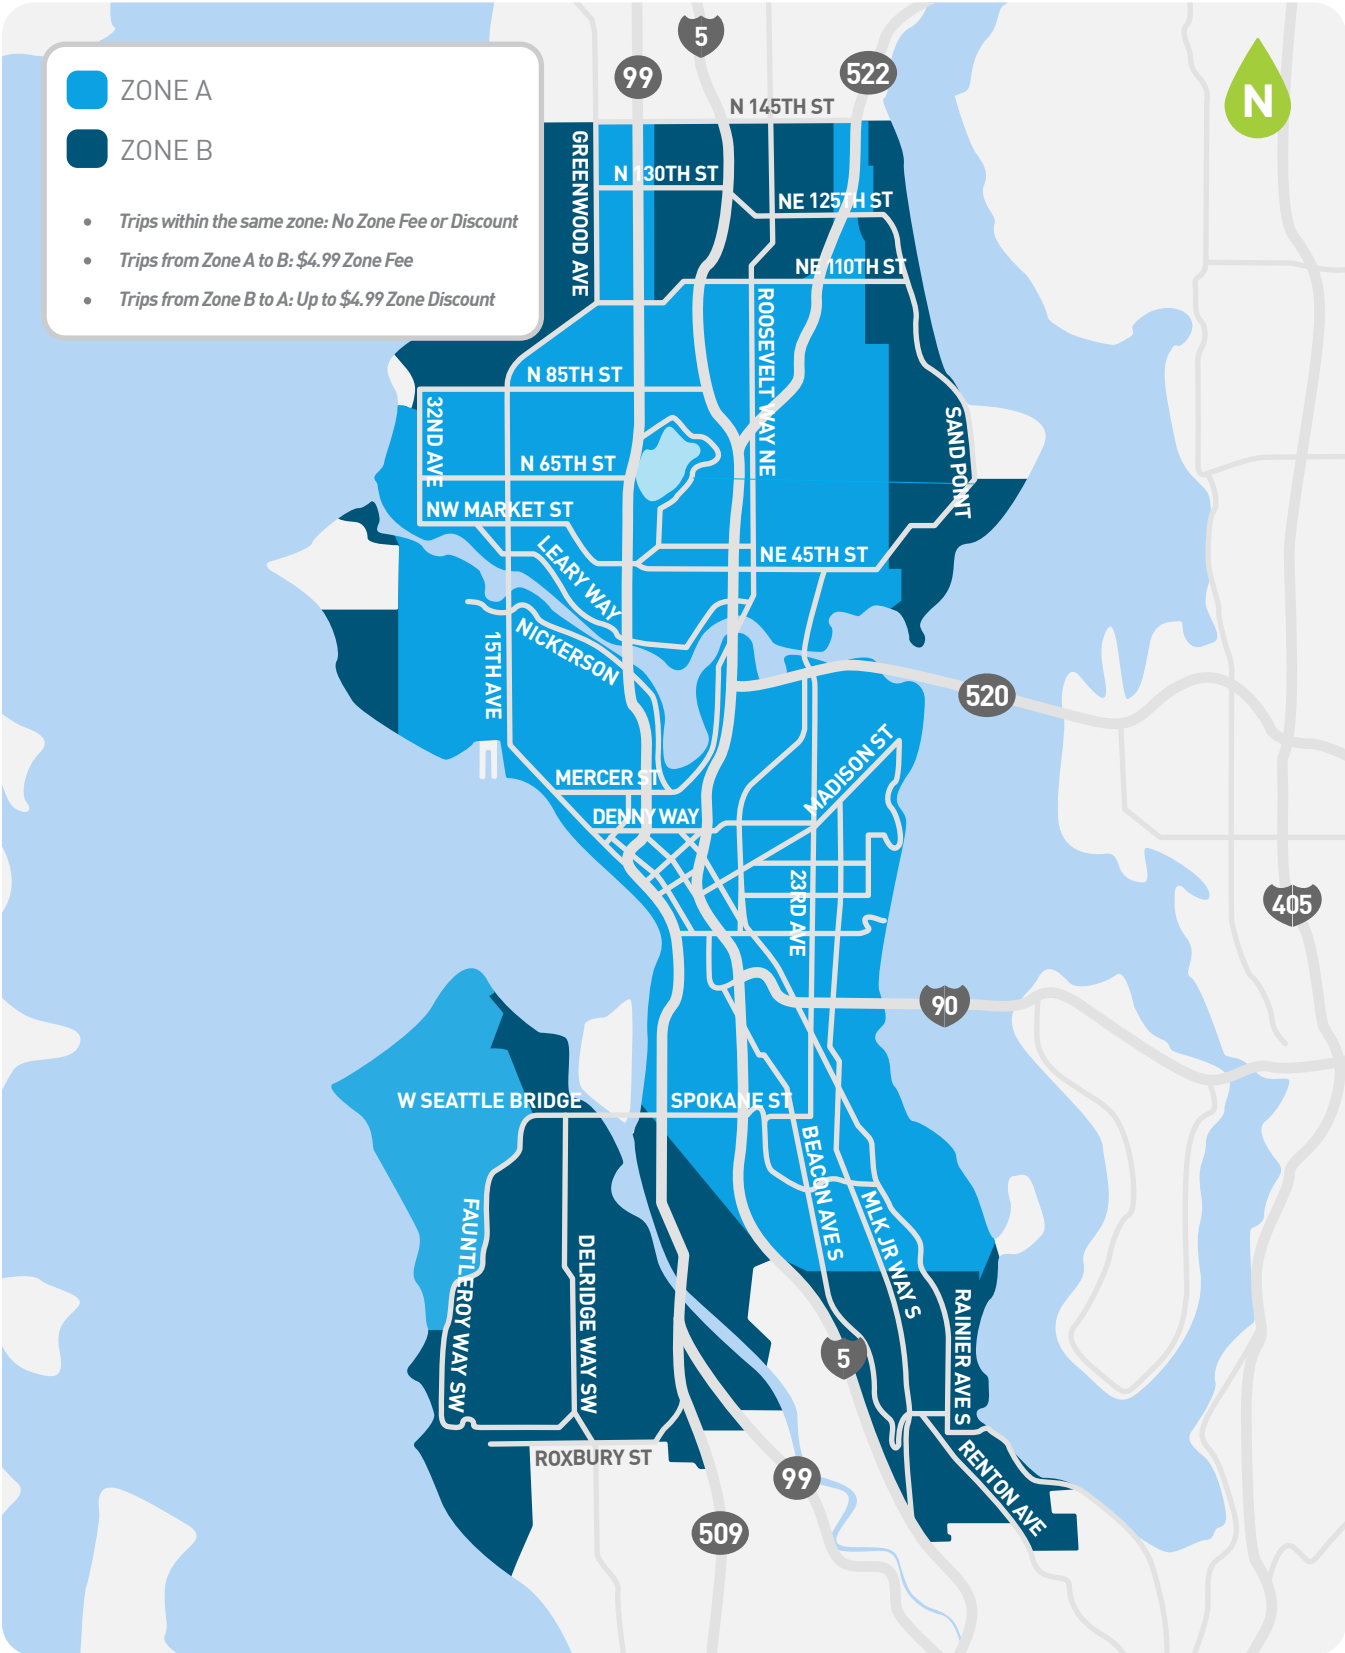 ZONE A
ZONE B
Trips within the same zone: No Zone Fee or Discount
Trips from Zone A to B: $4.99 Zone Fee
Trips from Zone B to A: Up to $4.99 Zone Discount
5
99
522
N
N 145TH ST
GREENWOOD AVE
N 130TH ST
NE 125TH ST
NE 110TH ST
ROOSEVELT WAY NE
N 85TH ST
32ND AVE
SAND POINT
N 65TH ST
NW MARKET ST
LEARY WAY
NE 45TH ST
NICKERSON
15TH AVE
520
MADISON ST
MERCER ST
DENNY WAY
23RD AVE
405
90
W SEATTLE BRIDGE
SPOKANE ST
BEACON AVE S
FAUNTLEROY WAY SW
DELRIDGE WAY SW
MLK JR WAY S
RAINIER AVE S
5
ROXBURY ST
RENTON AVE
99
509